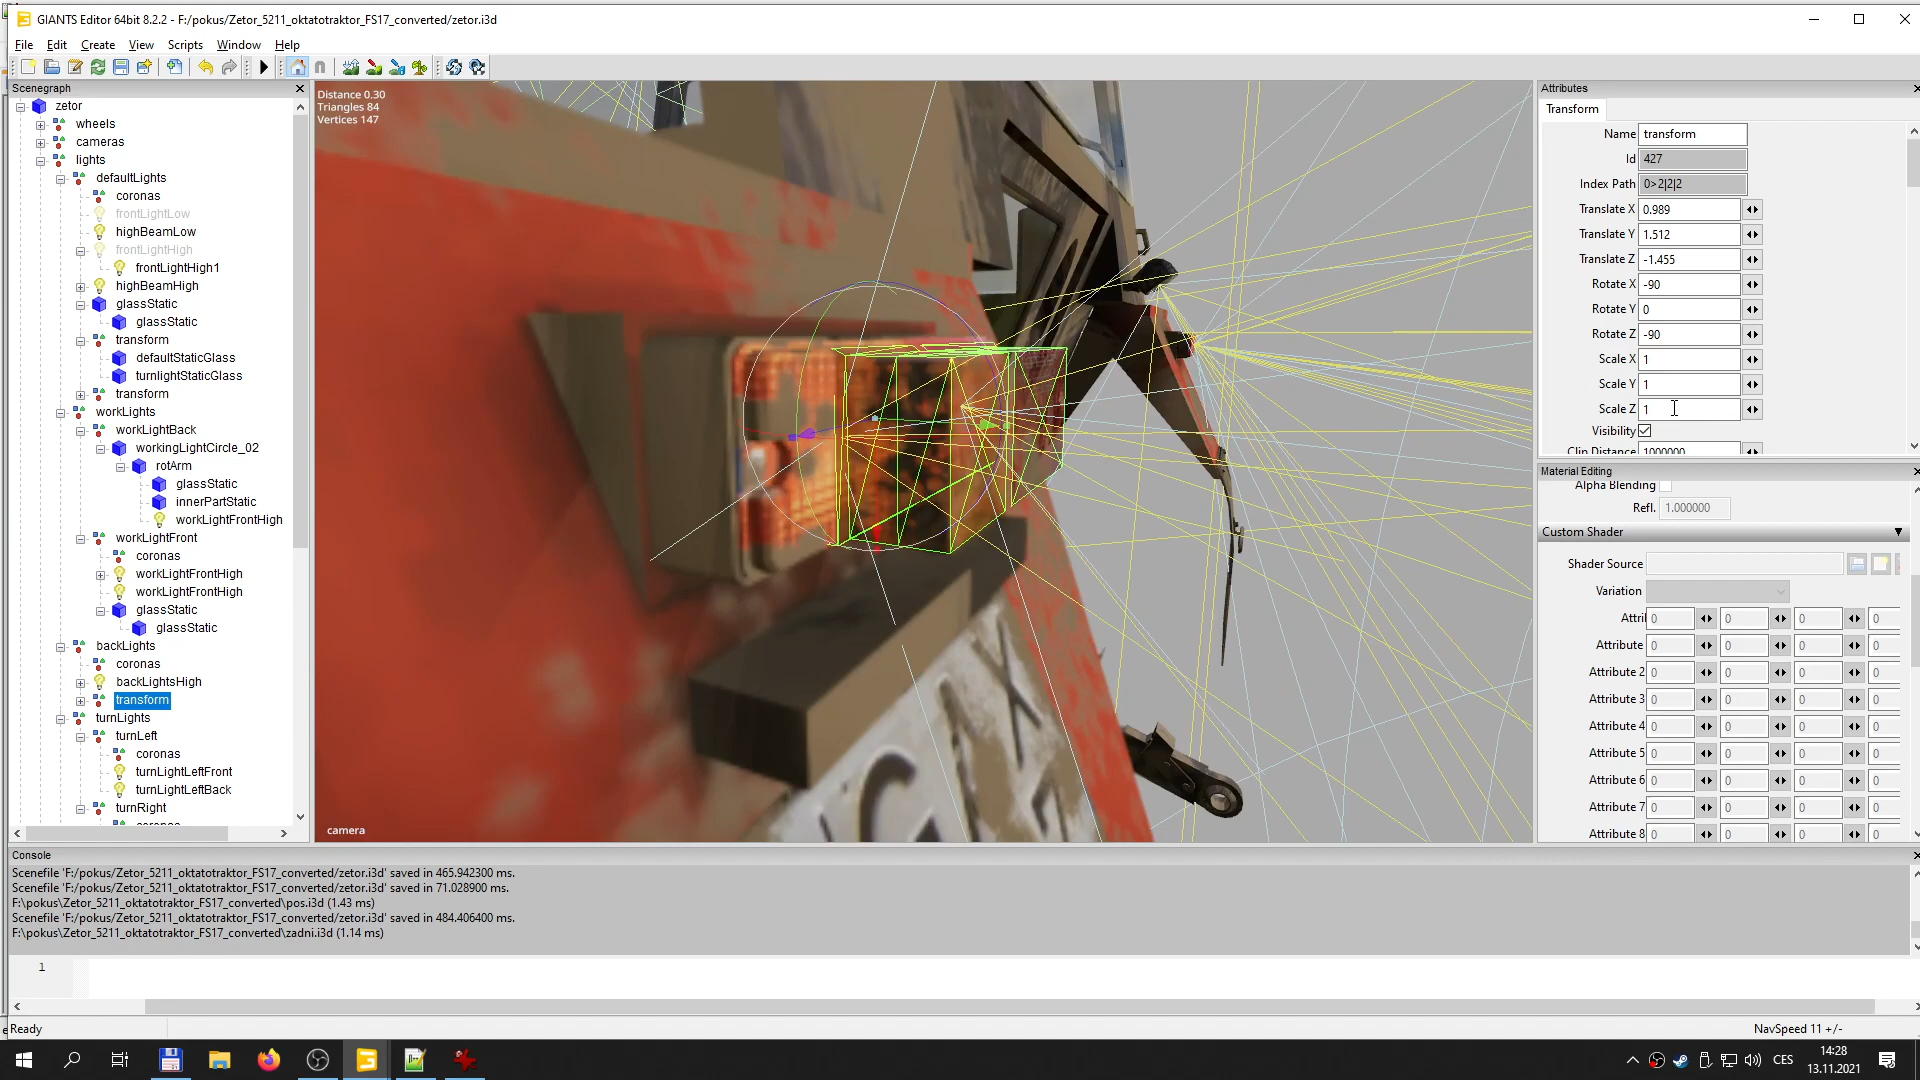 GIANTS Editor 64bit 8.2.2 - F:/pokus/Zetor_5211_oktatotraktor_FS17_converted/zetor.i3d
File Edit Create View Scripts Window Help
Scenegraph
zetor
wheels
cameras
lights
defaultLights
coronas
frontLightLow
highBeamLow
frontLightHigh
frontLightHigh1
highBeamHigh
glassStatic
glassStatic
transform
defaultStaticGlass
turnlightStaticGlass
transform
workLights
workLightBack
workingLightCircle_02
rotArm
glassStatic
innerPartStatic
workLightFrontHigh
workLightFront
coronas
workLightFrontHigh
workLightFrontHigh
glassStatic
glassStatic
backLights
coronas
backLightsHigh
transform
turnLights
turnLeft
coronas
turnLightLeftFront
turnLightLeftBack
turnRight
coronas
Distance 0.30
Triangles 84
Vertices 147
camera
Attributes
Transform
Name transform
Id 427
Index Path 0>2|2|2
Translate X 0.989
Translate Y 1.512
Translate Z -1.455
Rotate X -90
Rotate Y 0
Rotate Z -90
Scale X 1
Scale Y 1
Scale Z 1
Visibility
Clip Distance 1000000
Material Editing
Alpha Blending
Refl. 1.000000
Custom Shader
Shader Source
Variation
Attri 0 0 0 0
Attribute 0 0 0 0
Attribute 2 0 0 0 0
Attribute 3 0 0 0 0
Attribute 4 0 0 0 0
Attribute 5 0 0 0 0
Attribute 6 0 0 0 0
Attribute 7 0 0 0 0
Attribute 8 0 0 0 0
Console
Scenefile 'F:/pokus/Zetor_5211_oktatotraktor_FS17_converted/zetor.i3d' saved in 465.942300 ms.
Scenefile 'F:/pokus/Zetor_5211_oktatotraktor_FS17_converted/zetor.i3d' saved in 71.028900 ms.
F:\pokus\Zetor_5211_oktatotraktor_FS17_converted\pos.i3d (1.43 ms)
Scenefile 'F:/pokus/Zetor_5211_oktatotraktor_FS17_converted/zetor.i3d' saved in 484.406400 ms.
F:\pokus\Zetor_5211_oktatotraktor_FS17_converted\zadni.i3d (1.14 ms)
1
Ready
NavSpeed 11 +/-
CES
14:28
13.11.2021